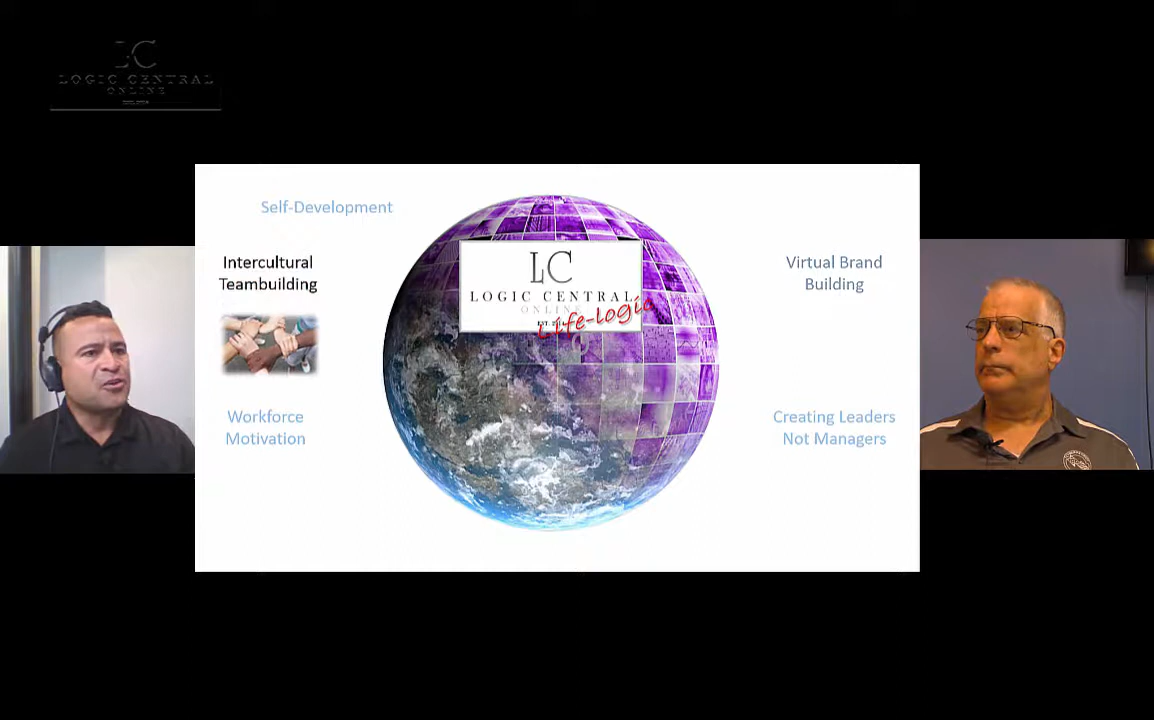 LC
LOGIC CENTRAL
ONLINE
Self-Development
Intercultural
Teambuilding
Workforce
Motivation
LC
LOGIC CENTRAL
ONLINE
Life-logic
Virtual Brand
Building
Creating Leaders
Not Managers